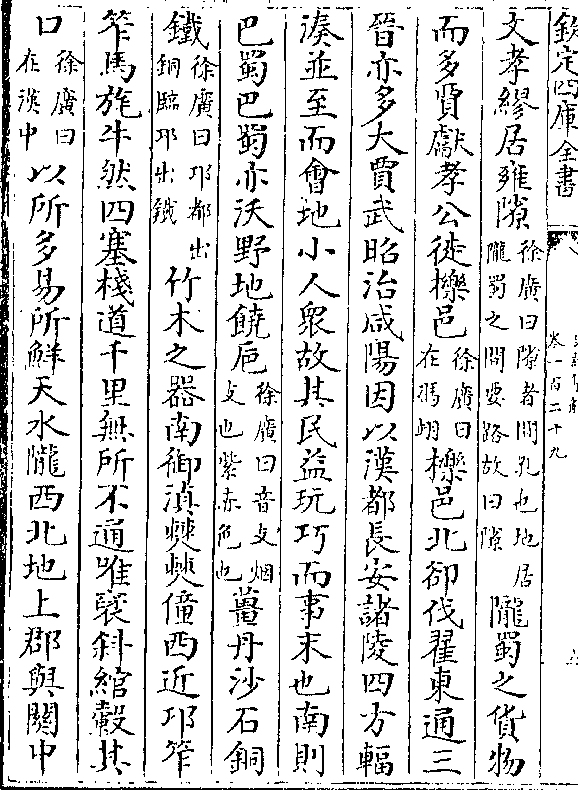 欽定四庫全書
卷一百二十九
文孝繆居雍隙徐廣曰隙者間孔也地居隴蜀之間要路故曰隙隴蜀之貨物
而多賈獻孝公徙櫟邑徐廣曰在馮翊櫟邑北卻伐翟東通三
晉亦多大賈武昭治咸陽因以漢都長安諸陵四方輻
湊並至而會地小人衆故其民益玩巧而事末也南則
巴蜀巴蜀亦沃野地饒巵徐廣曰音支烟支也紫赤色也薑丹沙石銅
鐵徐廣曰邛都出銅臨邛出鐵竹木之器南御滇僰僰僮西近邛笮
笮馬旄牛然四塞棧道千里無所不通唯襃斜綰轂其
口徐廣曰在漢中以所多易所鮮天水隴西北地上郡與關中